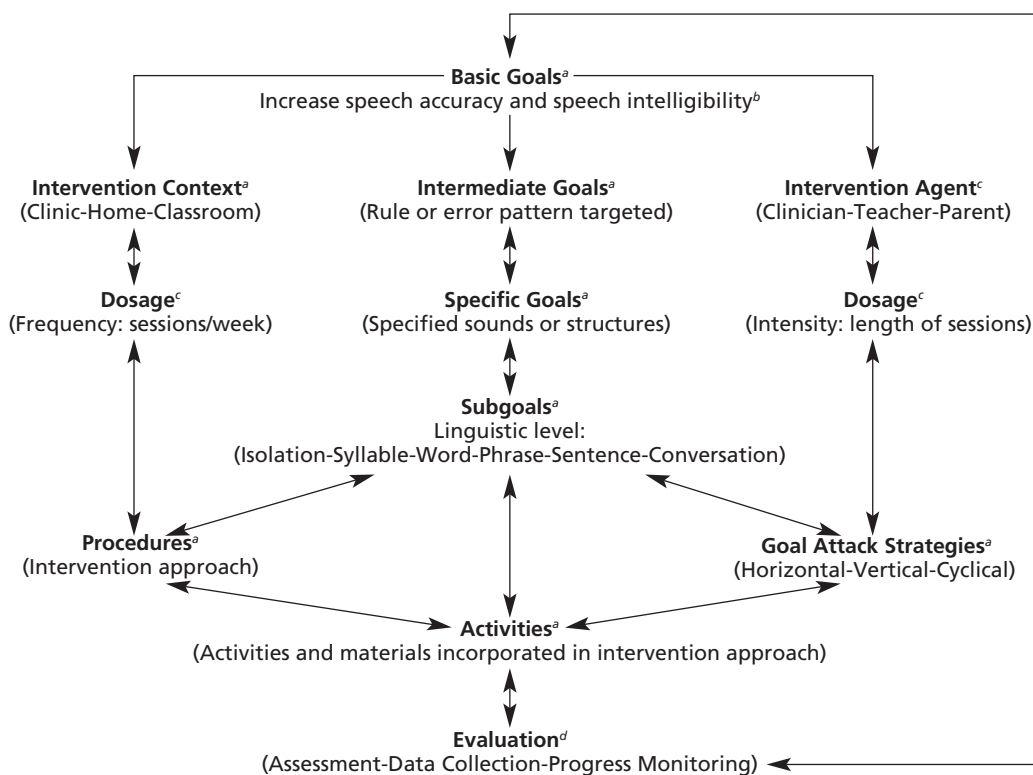 Basic Goalsᵃ
Increase speech accuracy and speech intelligibilityᵇ
Intervention Contextᵃ
(Clinic-Home-Classroom)
Intermediate Goalsᵃ
(Rule or error pattern targeted)
Intervention Agentᶜ
(Clinician-Teacher-Parent)
Dosageᶜ
(Frequency: sessions/week)
Specific Goalsᵃ
(Specified sounds or structures)
Dosageᶜ
(Intensity: length of sessions)
Subgoalsᵃ
Linguistic level:
(Isolation-Syllable-Word-Phrase-Sentence-Conversation)
Proceduresᵃ
(Intervention approach)
Goal Attack Strategiesᵃ
(Horizontal-Vertical-Cyclical)
Activitiesᵃ
(Activities and materials incorporated in intervention approach)
Evaluationᵈ
(Assessment-Data Collection-Progress Monitoring)